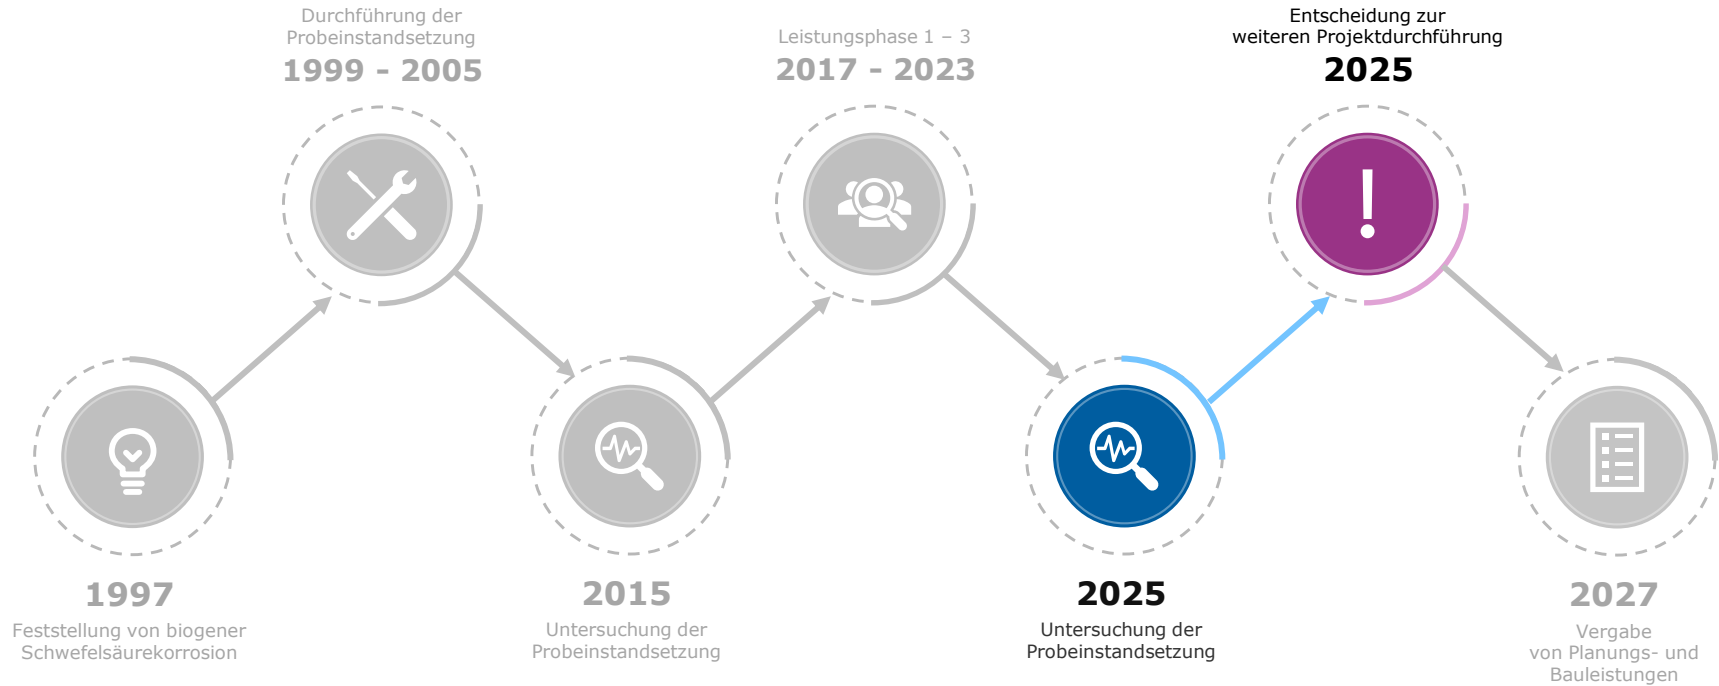 Durchführung der
Probeinstandsetzung
1999 - 2005
Leistungsphase 1 – 3
2017 - 2023
Entscheidung zur
weiteren Projektdurchführung
2025
1997
Feststellung von biogener
Schwefelsäurekorrosion
2015
Untersuchung der
Probeinstandsetzung
2025
Untersuchung der
Probeinstandsetzung
2027
Vergabe
von Planungs- und
Bauleistungen